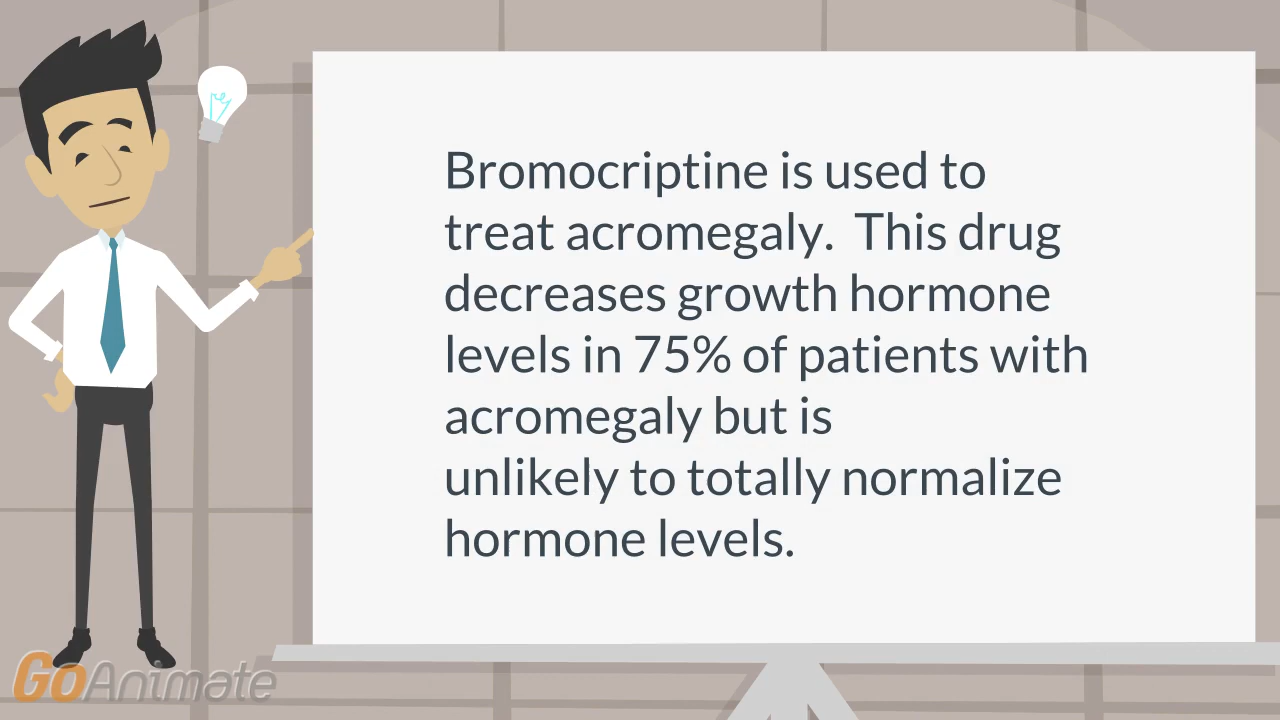 Bromocriptine is used to
treat acromegaly.  This drug
decreases growth hormone
levels in 75% of patients with
acromegaly but is
unlikely to totally normalize
hormone levels.
GoAnimate